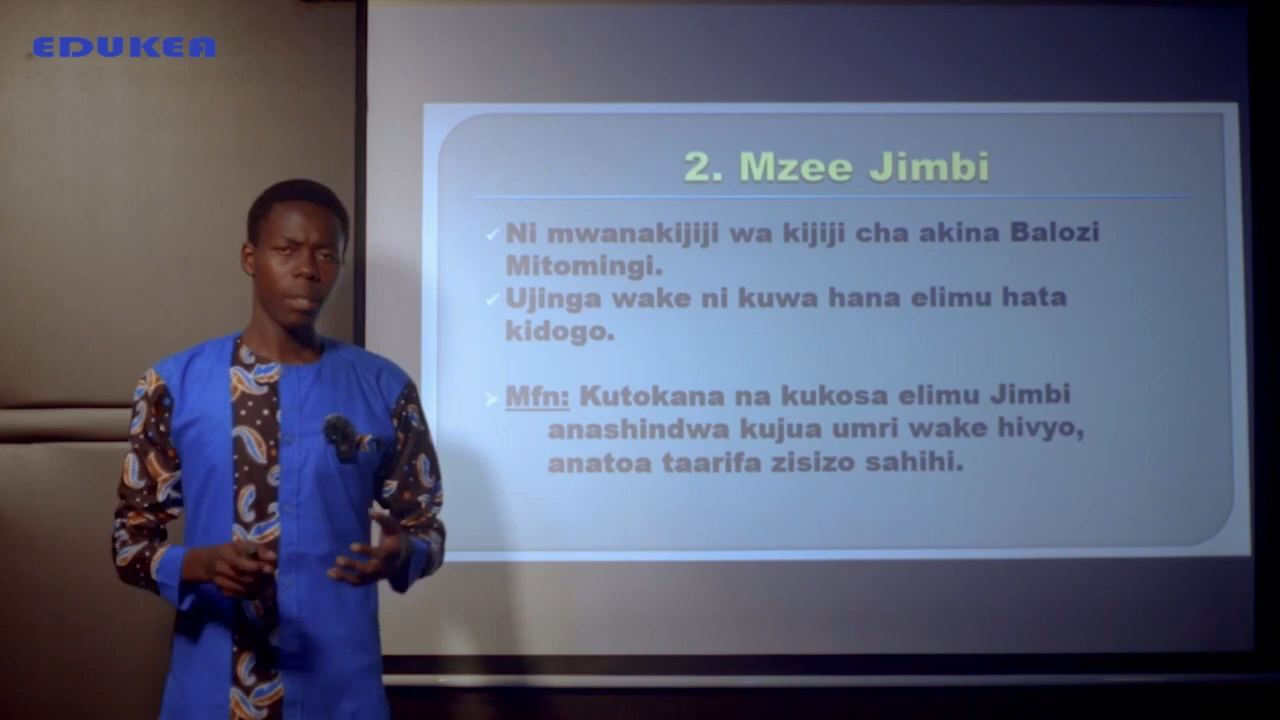 EDUKEA
2. Mzee Jimbi
Ni mwanakijiji wa kijiji cha akina Balozi
Mitomingi.
Ujinga wake ni kuwa hana elimu hata
kidogo.
Mfn: Kutokana na kukosa elimu Jimbi
anashindwa kujua umri wake hivyo,
anatoa taarifa zisizo sahihi.